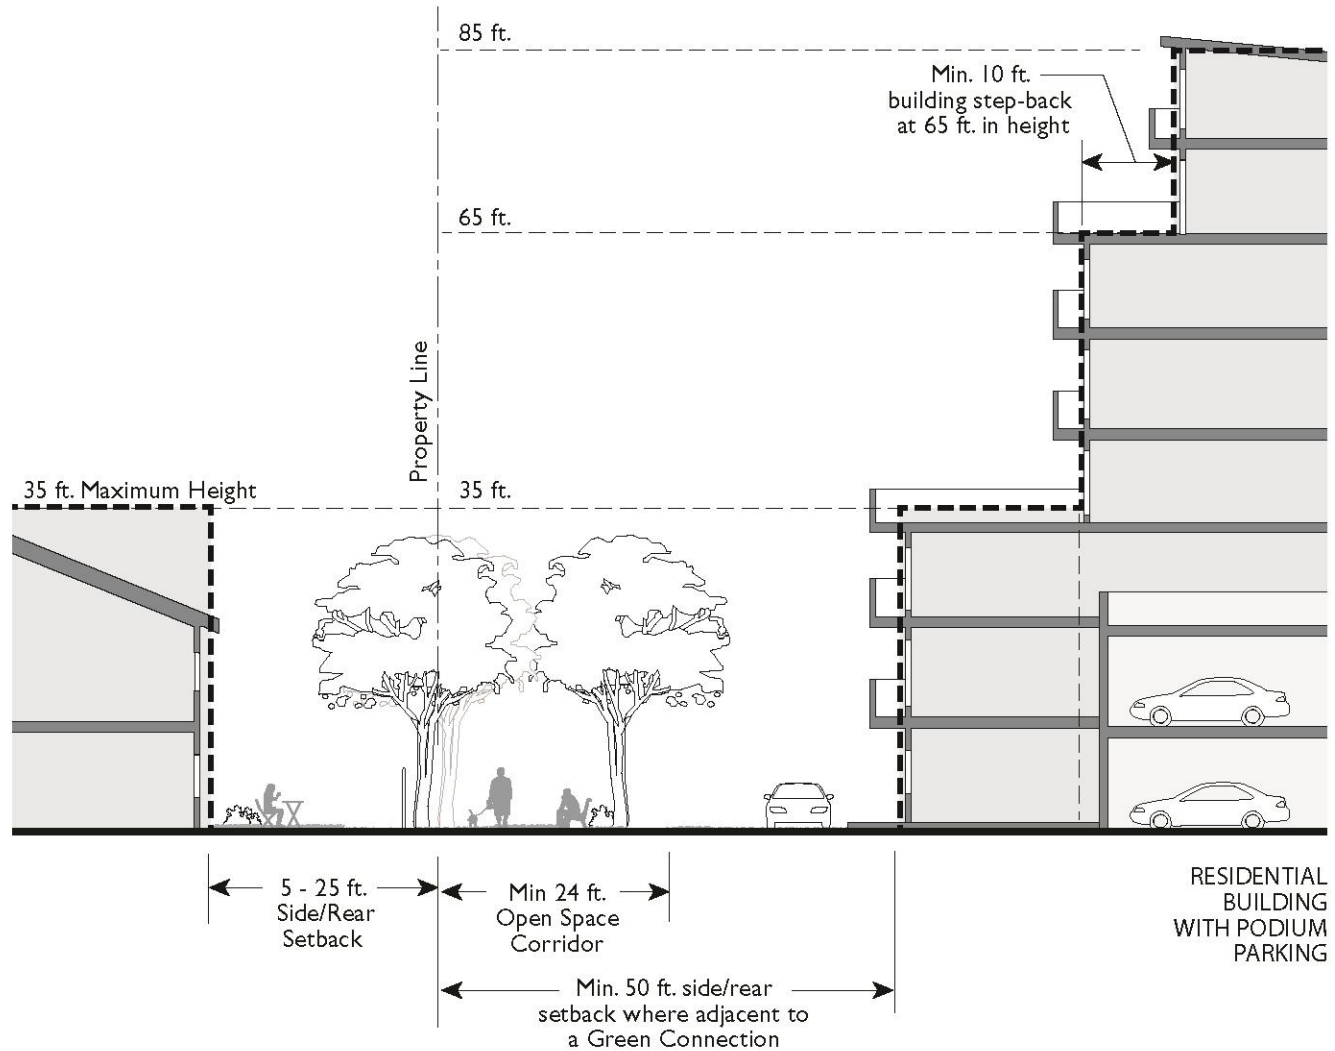 85 ft.
Min. 10 ft.
building step-back
at 65 ft. in height
65 ft.
Property Line
35 ft. Maximum Height
35 ft.
5 - 25 ft.
Side/Rear
Setback
Min 24 ft.
Open Space
Corridor
RESIDENTIAL
BUILDING
WITH PODIUM
PARKING
Min. 50 ft. side/rear
setback where adjacent to
a Green Connection